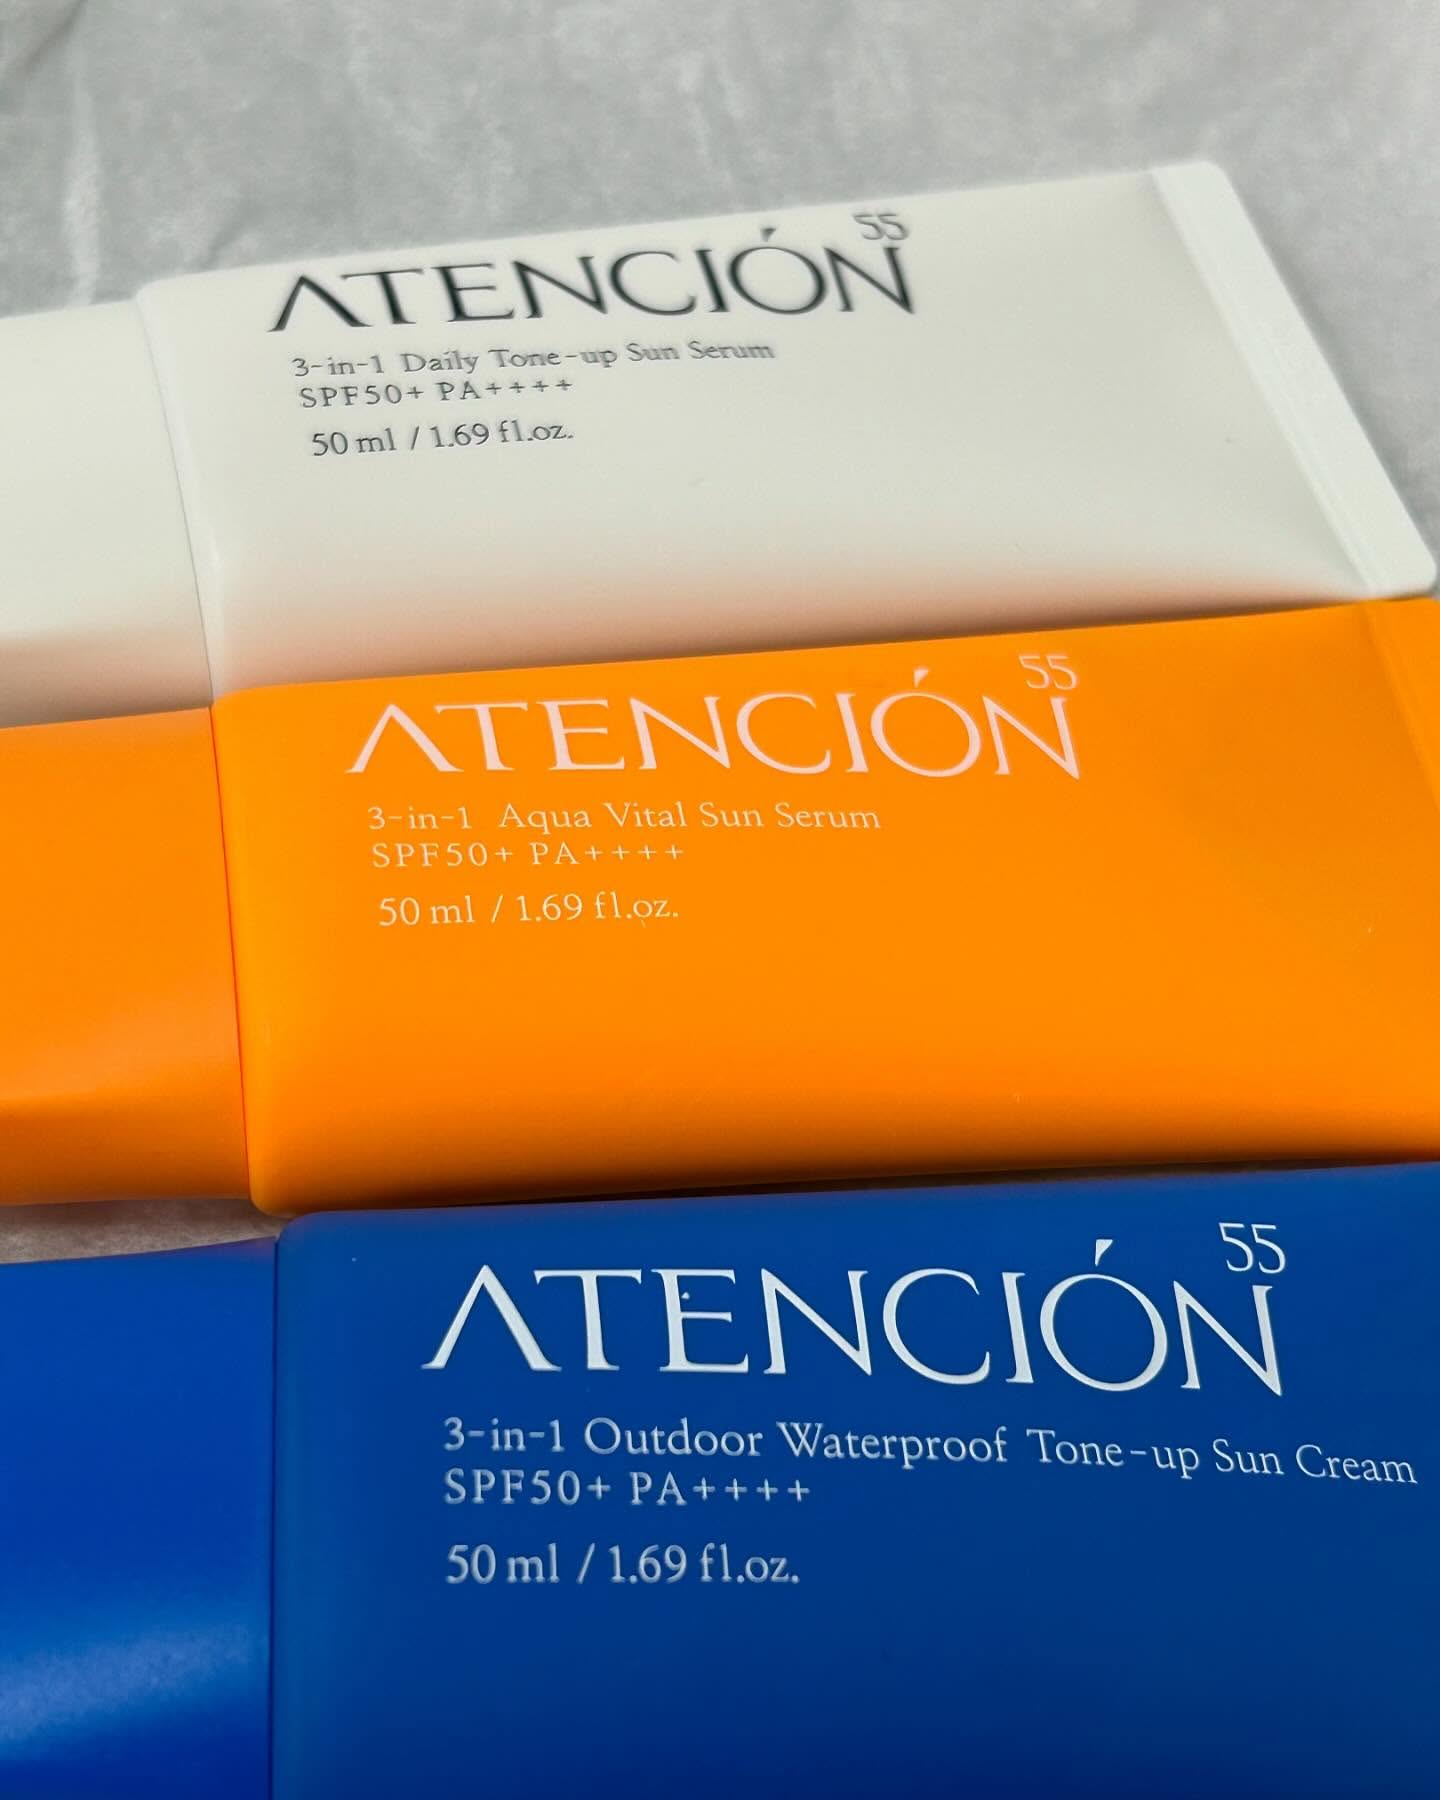 ATENCIÓN 55
3-in-1 Daily Tone-up Sun Serum
SPF50+ PA++++
50 ml / 1.69 fl.oz.
ATENCIÓN 55
3-in-1 Aqua Vital Sun Serum
SPF50+ PA++++
50 ml / 1.69 fl.oz.
ATENCIÓN 55
3-in-1 Outdoor Waterproof Tone-up Sun Cream
SPF50+ PA++++
50 ml / 1.69 fl.oz.